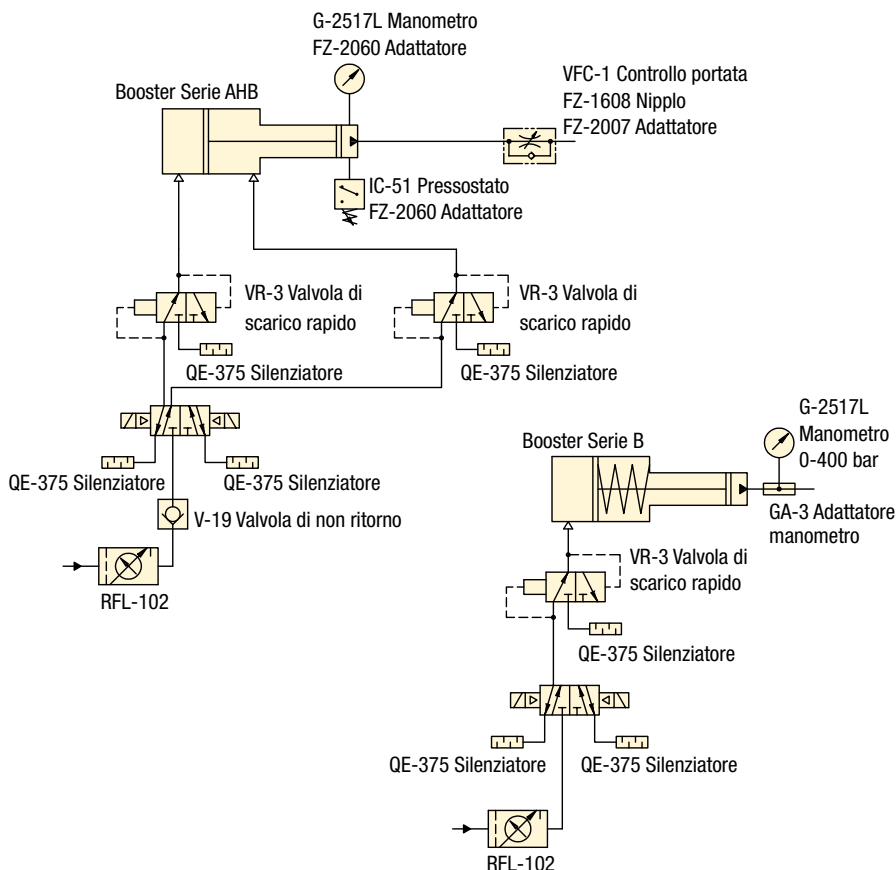 G-2517L Manometro
FZ-2060 Adattatore
VFC-1 Controllo portata
FZ-1608 Nipplo
FZ-2007 Adattatore
Booster Serie AHB
IC-51 Pressostato
FZ-2060 Adattatore
VR-3 Valvola di
scarico rapido
VR-3 Valvola di
scarico rapido
QE-375 Silenziatore
QE-375 Silenziatore
QE-375 Silenziatore
QE-375 Silenziatore
V-19 Valvola di non ritorno
RFL-102
G-2517L
Manometro
0-400 bar
Booster Serie B
GA-3 Adattatore
manometro
VR-3 Valvola di
scarico rapido
QE-375 Silenziatore
QE-375 Silenziatore
QE-375 Silenziatore
RFL-102